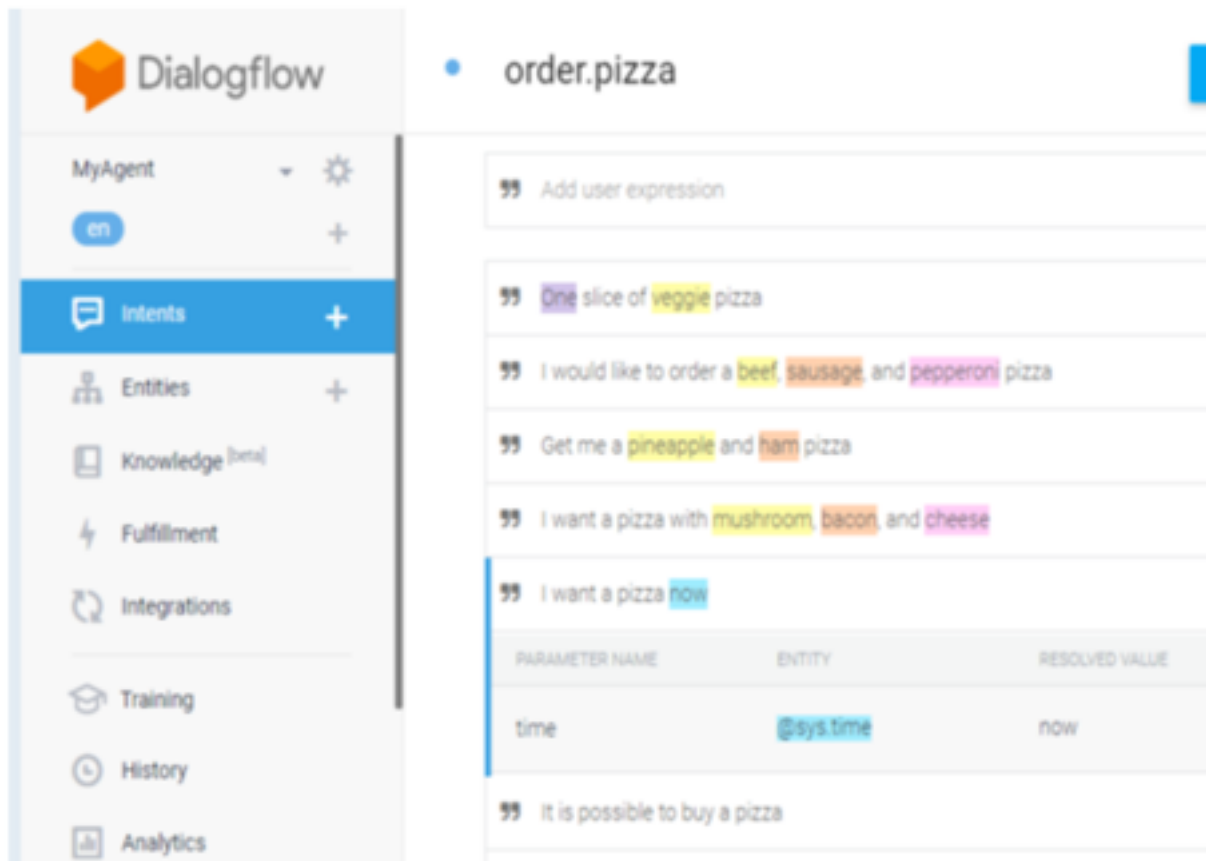 Dialogflow
MyAgent
en
Intents
Entities
Knowledge [beta]
Fulfillment
Integrations
Training
History
Analytics
order.pizza
Add user expression
One slice of veggie pizza
I would like to order a beef, sausage, and pepperoni pizza
Get me a pineapple and ham pizza
I want a pizza with mushroom, bacon, and cheese
I want a pizza now
PARAMETER NAME ENTITY RESOLVED VALUE
time @sys.time now
It is possible to buy a pizza